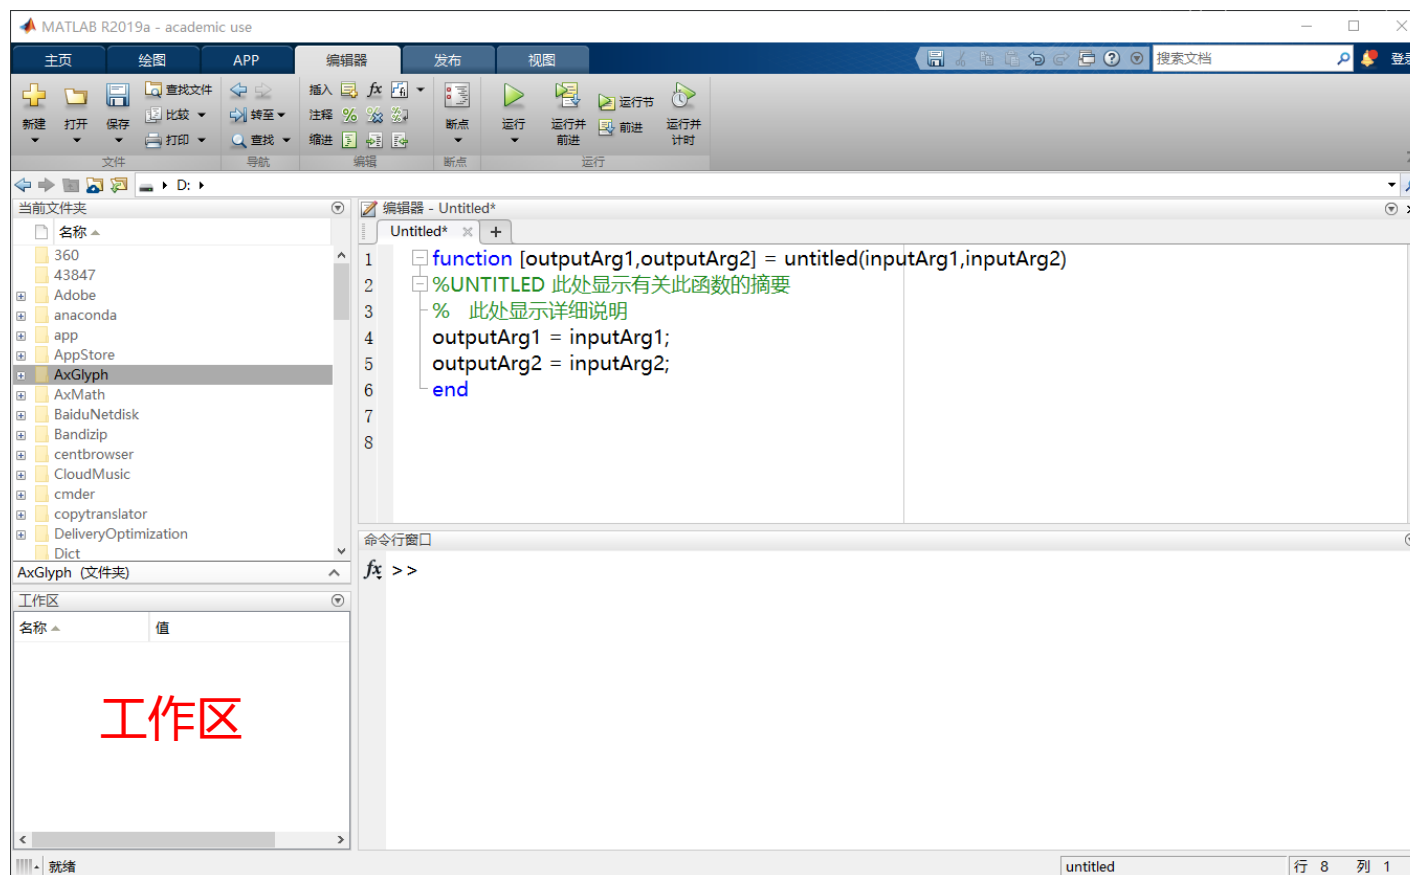 MATLAB R2019a - academic use
主页 绘图 APP 编辑器 发布 视图 搜索文档
新建 打开 保存 查找文件 比较 打印
文件
转至 查找
导航
插入 fx
注释
缩进
编辑
断点
断点
运行 运行并前进 运行节 前进 运行并计时
运行
D:
当前文件夹
名称
360
43847
Adobe
anaconda
app
AppStore
AxGlyph
AxMath
BaiduNetdisk
Bandizip
centbrowser
CloudMusic
cmder
copytranslator
DeliveryOptimization
Dict
AxGlyph (文件夹)
工作区
名称 值
工作区
编辑器 - Untitled*
Untitled*
1 function [outputArg1,outputArg2] = untitled(inputArg1,inputArg2)
2 %UNTITLED 此处显示有关此函数的摘要
3 % 此处显示详细说明
4 outputArg1 = inputArg1;
5 outputArg2 = inputArg2;
6 end
7
8
命令行窗口
fx >>
就绪
untitled 行 8 列 1